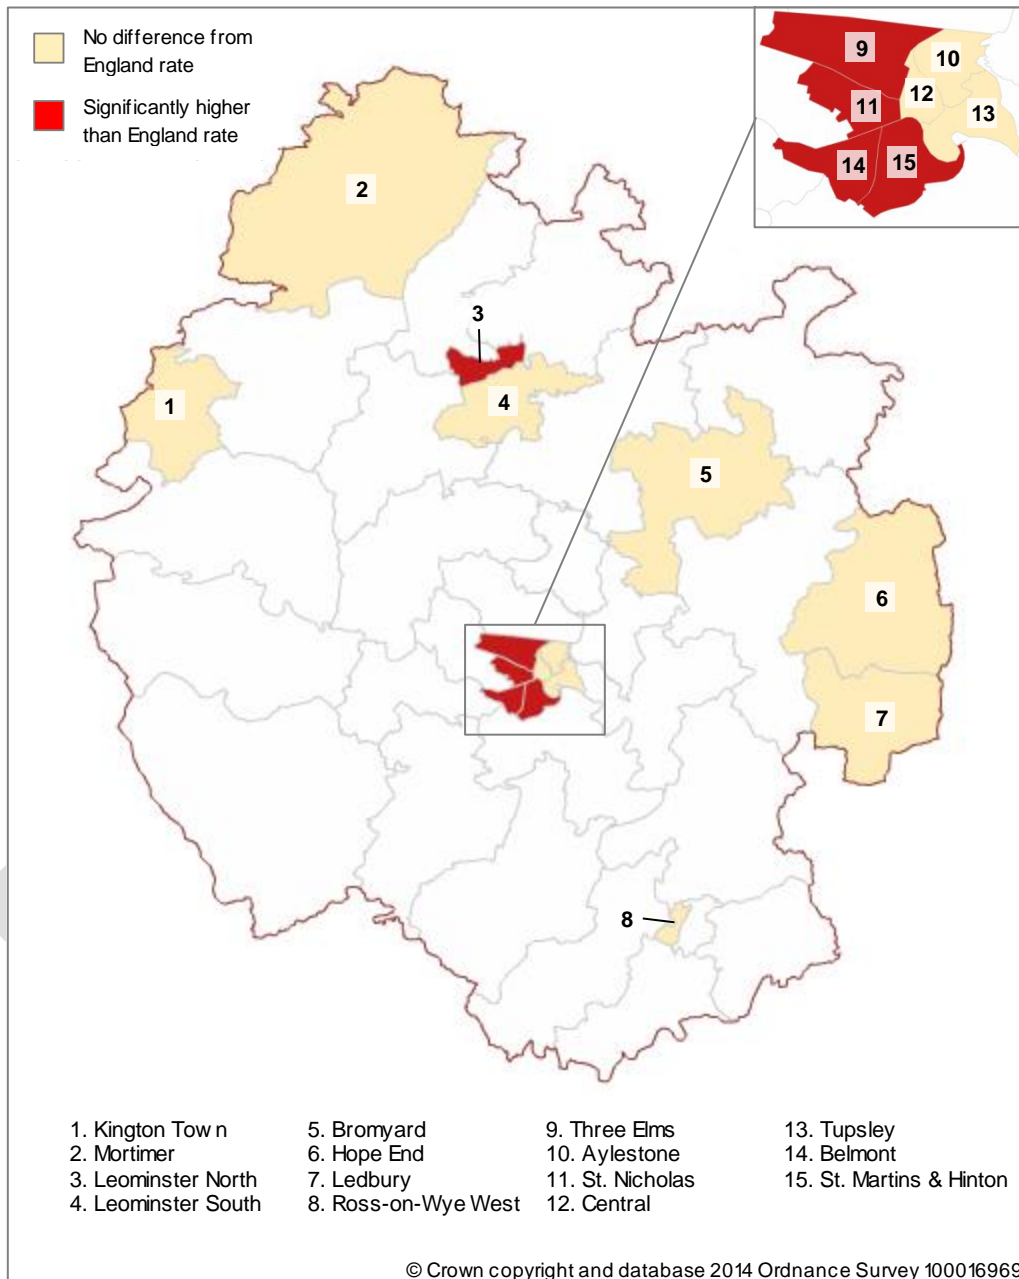 No difference from
England rate
Significantly higher
than England rate
9
10
12
11
13
14
15
2
3
1
4
5
6
7
8
1. Kington Town
2. Mortimer
3. Leominster North
4. Leominster South
5. Bromyard
6. Hope End
7. Ledbury
8. Ross-on-Wye West
9. Three Elms
10. Aylestone
11. St. Nicholas
12. Central
13. Tupsley
14. Belmont
15. St. Martins & Hinton
© Crown copyright and database 2014 Ordnance Survey 100016969